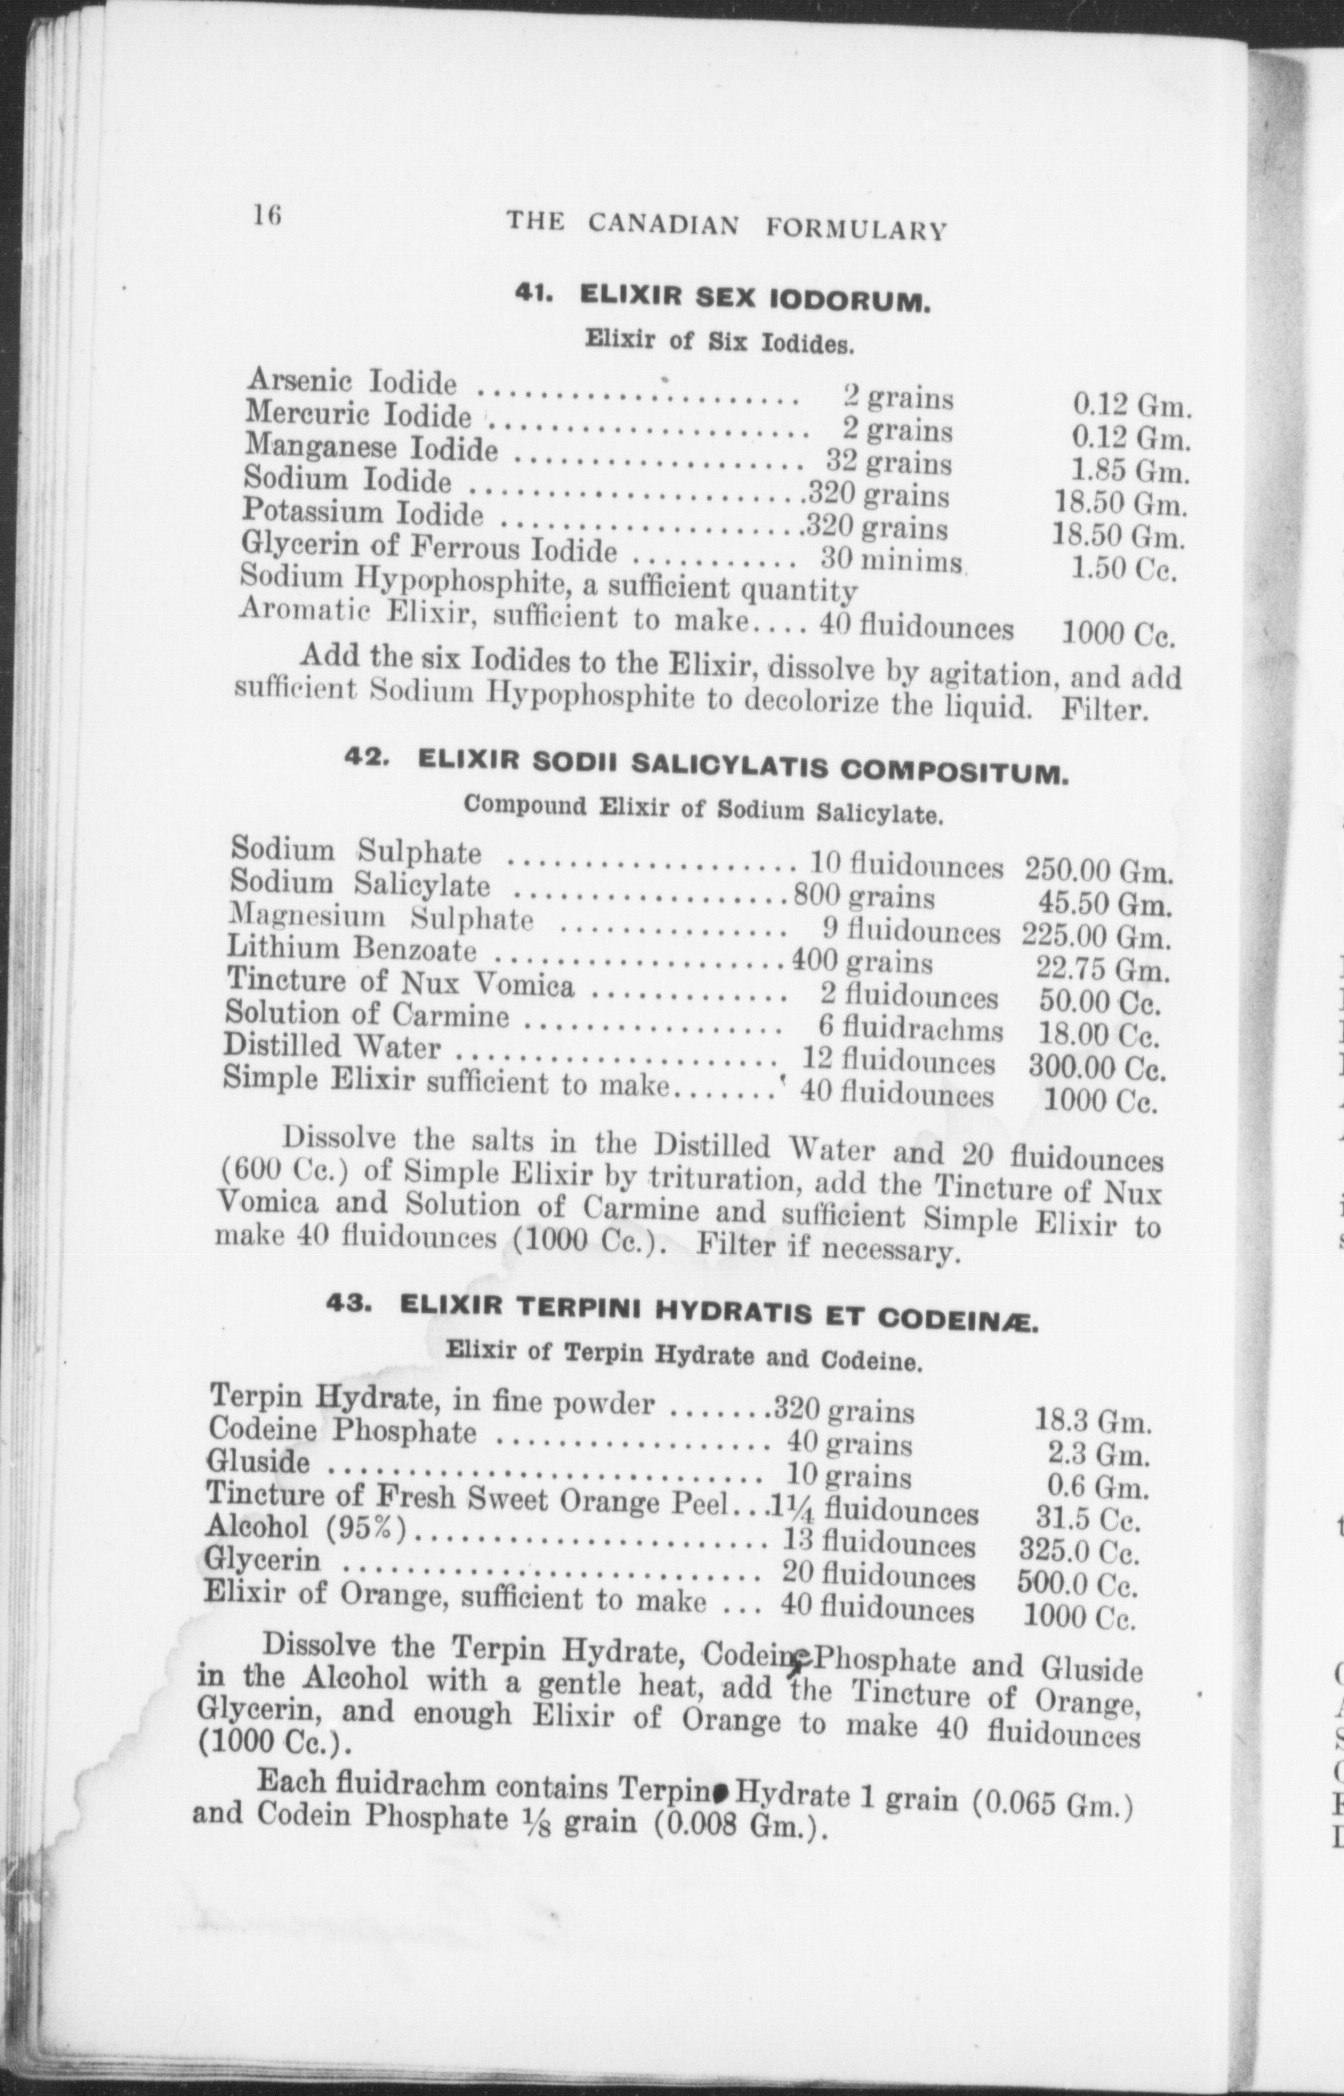 16 THE CANADIAN FORMULARY
41. ELIXIR SEX IODORUM.
Elixir of Six Iodides.
Arsenic Iodide ..................... 2 grains 0.12 Gm.
Mercuric Iodide ..................... 2 grains 0.12 Gm.
Manganese Iodide ................... 32 grains 1.85 Gm.
Sodium Iodide ......................320 grains 18.50 Gm.
Potassium Iodide ....................320 grains 18.50 Gm.
Glycerin of Ferrous Iodide ........... 30 minims 1.50 Cc.
Sodium Hypophosphite, a sufficient quantity
Aromatic Elixir, sufficient to make.... 40 fluidounces 1000 Cc.
Add the six Iodides to the Elixir, dissolve by agitation, and add
sufficient Sodium Hypophosphite to decolorize the liquid. Filter.
42. ELIXIR SODII SALICYLATIS COMPOSITUM.
Compound Elixir of Sodium Salicylate.
Sodium Sulphate ................... 10 fluidounces 250.00 Gm.
Sodium Salicylate ..................800 grains 45.50 Gm.
Magnesium Sulphate ............... 9 fluidounces 225.00 Gm.
Lithium Benzoate ...................400 grains 22.75 Gm.
Tincture of Nux Vomica ............. 2 fluidounces 50.00 Cc.
Solution of Carmine ................. 6 fluidrachms 18.00 Cc.
Distilled Water ..................... 12 fluidounces 300.00 Cc.
Simple Elixir sufficient to make....... 40 fluidounces 1000 Cc.
Dissolve the salts in the Distilled Water and 20 fluidounces
(600 Cc.) of Simple Elixir by trituration, add the Tincture of Nux
Vomica and Solution of Carmine and sufficient Simple Elixir to
make 40 fluidounces (1000 Cc.). Filter if necessary.
43. ELIXIR TERPINI HYDRATIS ET CODEINÆ.
Elixir of Terpin Hydrate and Codeine.
Terpin Hydrate, in fine powder .......320 grains 18.3 Gm.
Codeine Phosphate .................. 40 grains 2.3 Gm.
Gluside ............................ 10 grains 0.6 Gm.
Tincture of Fresh Sweet Orange Peel...1¼ fluidounces 31.5 Cc.
Alcohol (95%)....................... 13 fluidounces 325.0 Cc.
Glycerin ........................... 20 fluidounces 500.0 Cc.
Elixir of Orange, sufficient to make ... 40 fluidounces 1000 Cc.
Dissolve the Terpin Hydrate, Codeine Phosphate and Gluside
in the Alcohol with a gentle heat, add the Tincture of Orange,
Glycerin, and enough Elixir of Orange to make 40 fluidounces
(1000 Cc.).
Each fluidrachm contains Terpin Hydrate 1 grain (0.065 Gm.)
and Codein Phosphate ⅛ grain (0.008 Gm.).